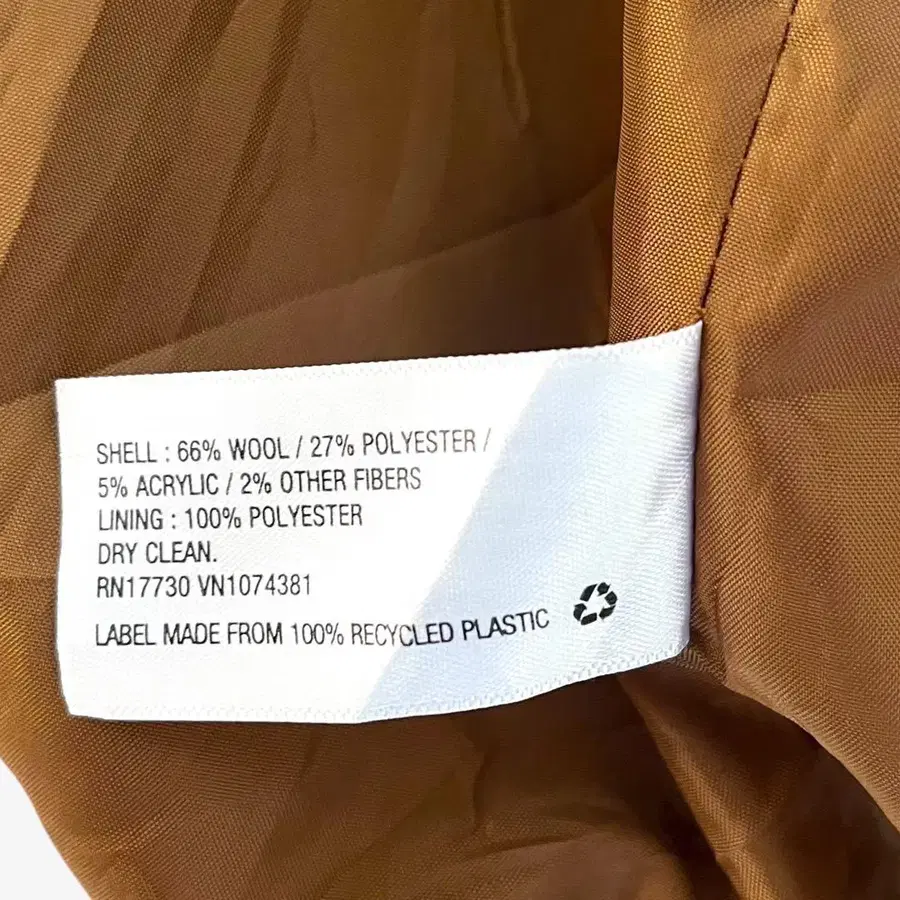 SHELL : 66% WOOL / 27% POLYESTER /
5% ACRYLIC / 2% OTHER FIBERS
LINING : 100% POLYESTER
DRY CLEAN.
RN17730 VN1074381
LABEL MADE FROM 100% RECYCLED PLASTIC